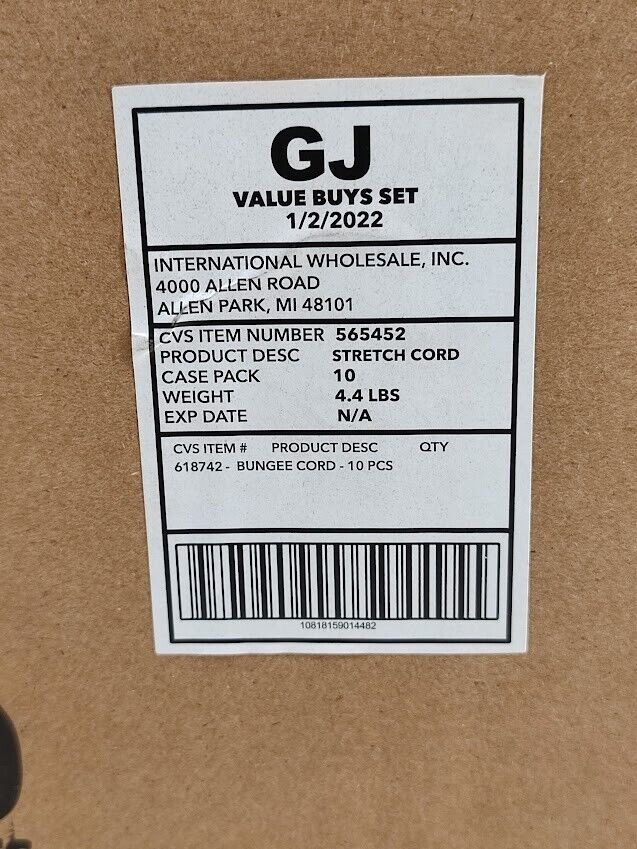 GJ
VALUE BUYS SET
1/2/2022
INTERNATIONAL WHOLESALE, INC.
4000 ALLEN ROAD
ALLEN PARK, MI 48101
CVS ITEM NUMBER 565452
PRODUCT DESC STRETCH CORD
CASE PACK 10
WEIGHT 4.4 LBS
EXP DATE N/A
CVS ITEM # PRODUCT DESC QTY
618742 - BUNGEE CORD - 10 PCS
10818159014482